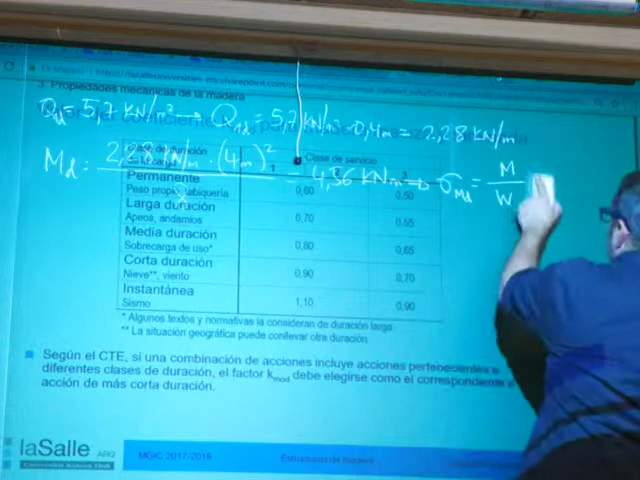 3. Propiedades mecánicas de la madera
Qd = 5,7 KN/m² → Qd = 5,7 KN/m² · 0,4m = 2,28 KN/m
Md = 2, KN/m · (4m)² = 4,56 KN m → σMd = M
W
8
Clase de duración de la carga
Clase de servicio
1 3
Permanente
Peso propio, tabiquería 0,60 0,50
Larga duración
Apeos, andamios 0,70 0,55
Media duración
Sobrecarga de uso* 0,80 0,65
Corta duración
Nieve**, viento 0,90 0,70
Instantánea
Sismo 1,10 0,90
* Algunos textos y normativas la consideran de duración larga.
** La situación geográfica puede conllevar otra duración
Según el CTE, si una combinación de acciones incluye acciones pertenecientes a
diferentes clases de duración, el factor kmod debe elegirse como el correspondiente a
acción de más corta duración.
laSalle ARQ
Universitat Ramon Llull
MGIC 2017-2018
Estructuras de madera